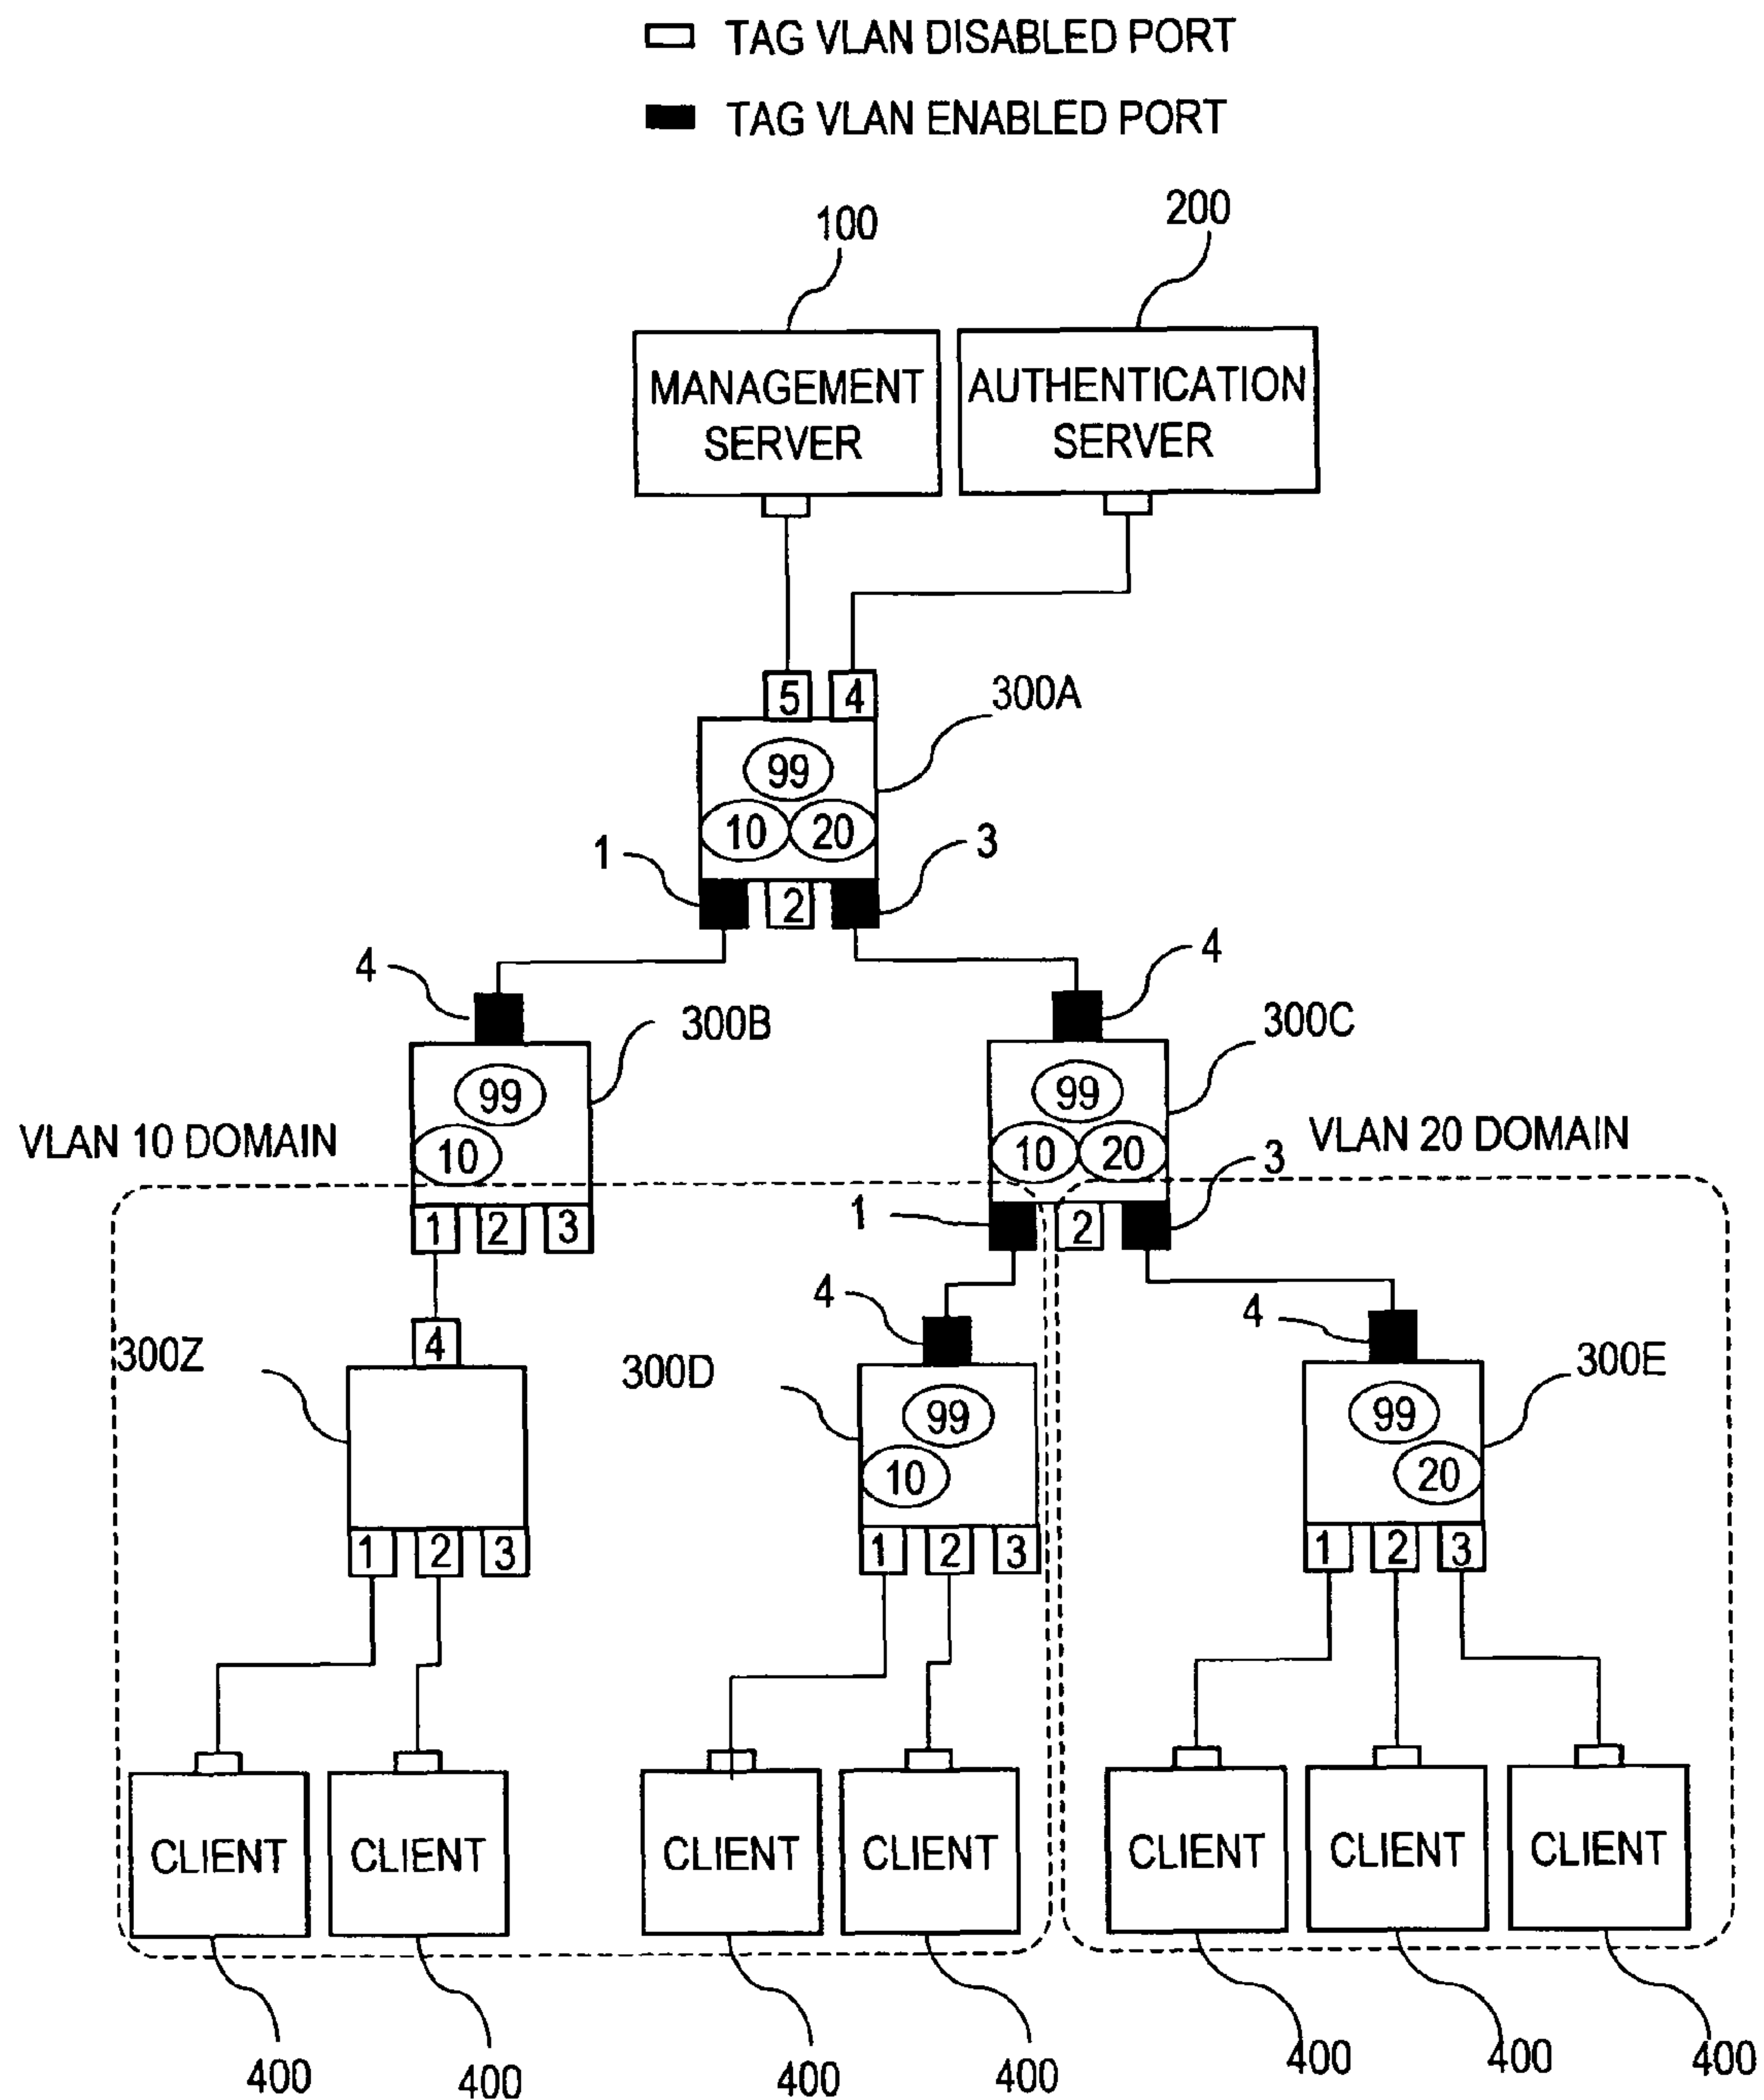 TAG VLAN DISABLED PORT
TAG VLAN ENABLED PORT
100
200
MANAGEMENT
SERVER
AUTHENTICATION
SERVER
5
4
300A
99
10
20
1
2
3
4
300B
4
300C
99
10
99
10
20
VLAN 10 DOMAIN
VLAN 20 DOMAIN
1
2
3
1
2
3
4
300Z
4
300D
4
300E
99
10
99
20
1
2
3
1
2
3
1
2
3
CLIENT
CLIENT
CLIENT
CLIENT
CLIENT
CLIENT
CLIENT
400
400
400
400
400
400
400